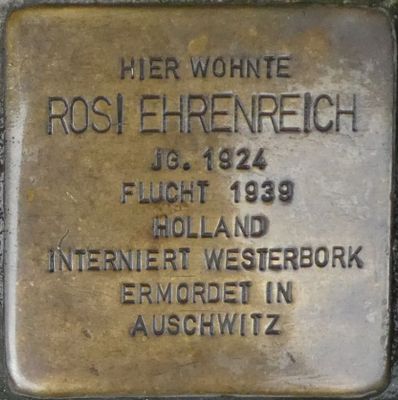 HIER WOHNTE
ROSI EHRENREICH
JG. 1924
FLUCHT 1939
HOLLAND
INTERNIERT WESTERBORK
ERMORDET IN
AUSCHWITZ